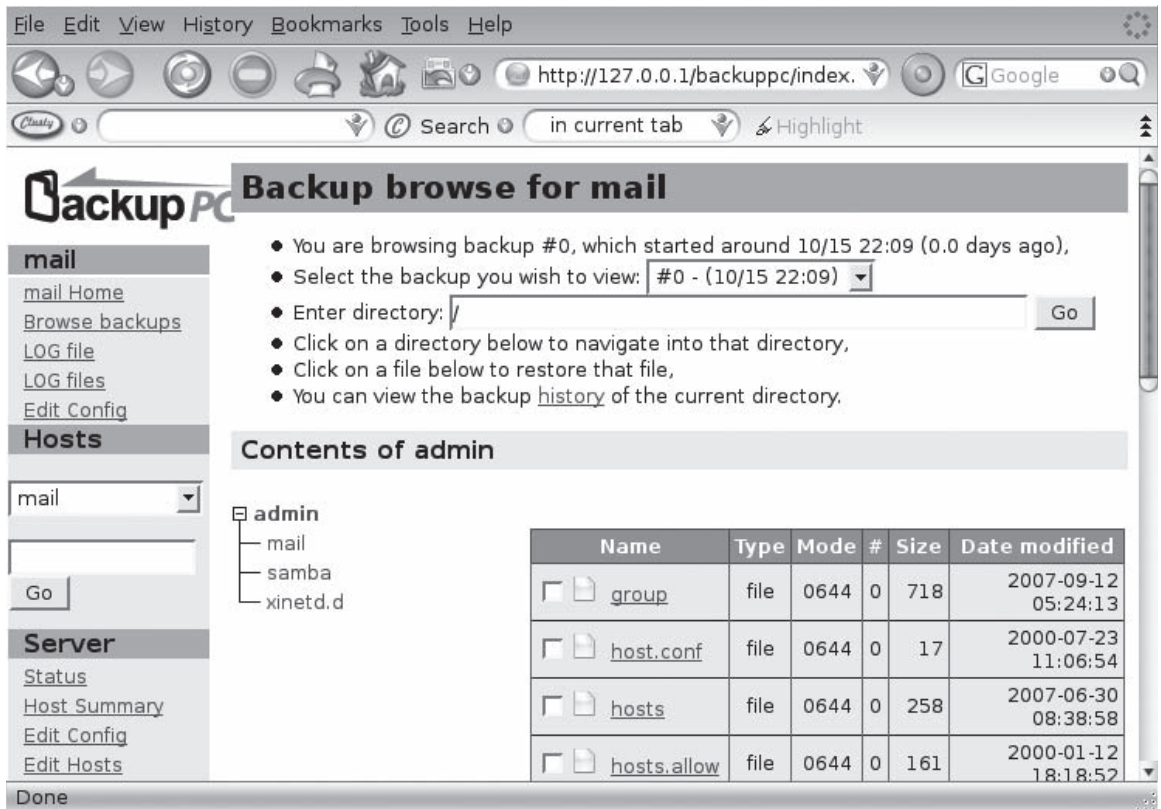 File Edit View History Bookmarks Tools Help
http://127.0.0.1/backuppc/index.
G Google
Clusty
Search
in current tab
Highlight
BackupPC
mail
mail Home
Browse backups
LOG file
LOG files
Edit Config
Hosts
mail
Go
Server
Status
Host Summary
Edit Config
Edit Hosts
Backup browse for mail
● You are browsing backup #0, which started around 10/15 22:09 (0.0 days ago),
● Select the backup you wish to view: #0 - (10/15 22:09)
● Enter directory: / Go
● Click on a directory below to navigate into that directory,
● Click on a file below to restore that file,
● You can view the backup history of the current directory.
Contents of admin
admin
mail
samba
xinetd.d
Name Type Mode # Size Date modified
group file 0644 0 718 2007-09-12
05:24:13
host.conf file 0644 0 17 2000-07-23
11:06:54
hosts file 0644 0 258 2007-06-30
08:38:58
hosts.allow file 0644 0 161 2000-01-12
18:18:52
Done